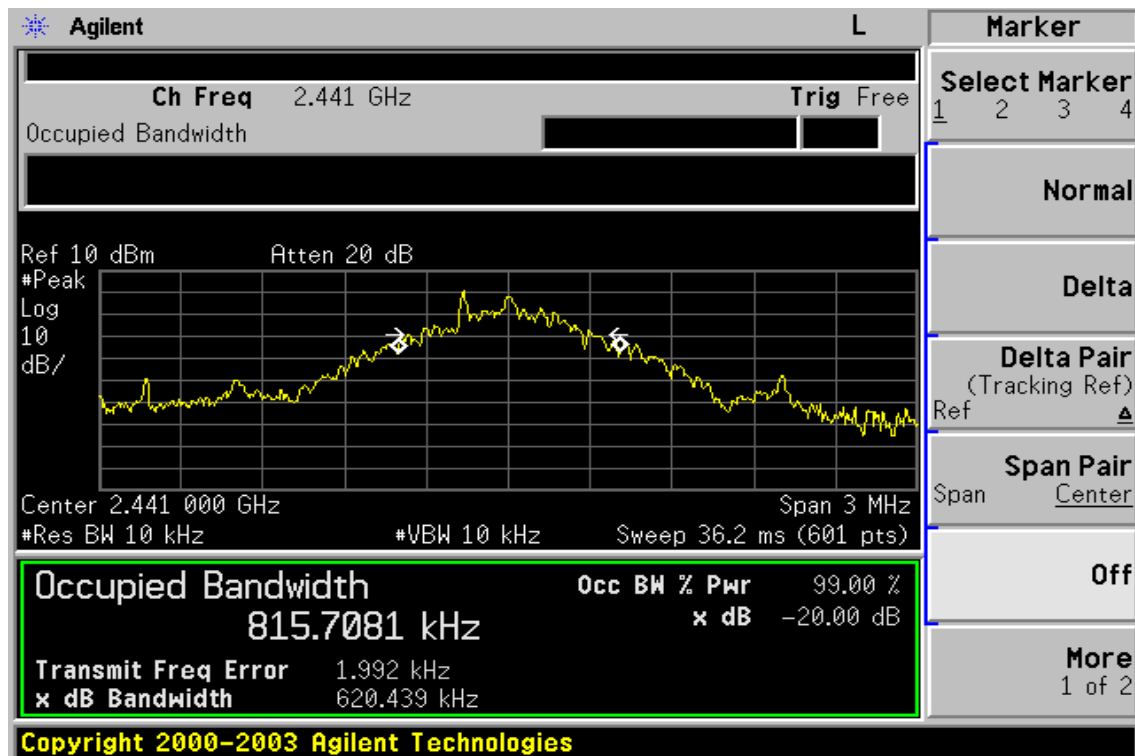 Agilent
L
Marker
Ch Freq 2.441 GHz
Trig Free
Occupied Bandwidth
Select Marker
1 2 3 4
Normal
Delta
Delta Pair
(Tracking Ref)
Ref Δ
Span Pair
Span Center
Off
More
1 of 2
Ref 10 dBm Atten 20 dB
#Peak
Log
10
dB/
Center 2.441 000 GHz Span 3 MHz
#Res BW 10 kHz #VBW 10 kHz Sweep 36.2 ms (601 pts)
Occupied Bandwidth
815.7081 kHz
Occ BW % Pwr 99.00 %
x dB -20.00 dB
Transmit Freq Error 1.992 kHz
x dB Bandwidth 620.439 kHz
Copyright 2000-2003 Agilent Technologies